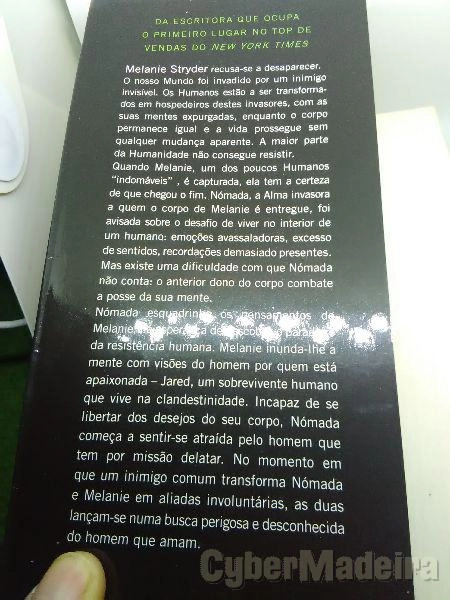 DA ESCRITORA QUE OCUPA
O PRIMEIRO LUGAR NO TOP DE
VENDAS DO NEW YORK TIMES
Melanie Stryder recusa-se a desaparecer.
O nosso Mundo foi invadido por um inimigo
invisível. Os Humanos estão a ser transforma-
dos em hospedeiros destes invasores, com as
suas mentes expurgadas, enquanto o corpo
permanece igual e a vida prossegue sem
qualquer mudança aparente. A maior parte
da Humanidade não consegue resistir.
Quando Melanie, um dos poucos Humanos
“indomáveis” , é capturada, ela tem a certeza
de que chegou o fim. Nómada, a Alma invasora
a quem o corpo de Melanie é entregue, foi
avisada sobre o desafio de viver no interior de
um humano: emoções avassaladoras, excesso
de sentidos, recordações demasiado presentes.
Mas existe uma dificuldade com que Nómada
não conta: o anterior dono do corpo combate
a posse da sua mente.
Nómada esquadrinha os pensamentos de
Melanie, de
da resistência humana. Melanie inunda-lhe a
mente com visões do homem por quem está
apaixonada – Jared, um sobrevivente humano
que vive na clandestinidade. Incapaz de se
libertar dos desejos do seu corpo, Nómada
começa a sentir-se atraída pelo homem que
tem por missão delatar. No momento em
que um inimigo comum transforma Nómada
e Melanie em aliadas involuntárias, as duas
lançam-se numa busca perigosa e desconhecida
do homem que amam.
CyberMadeira